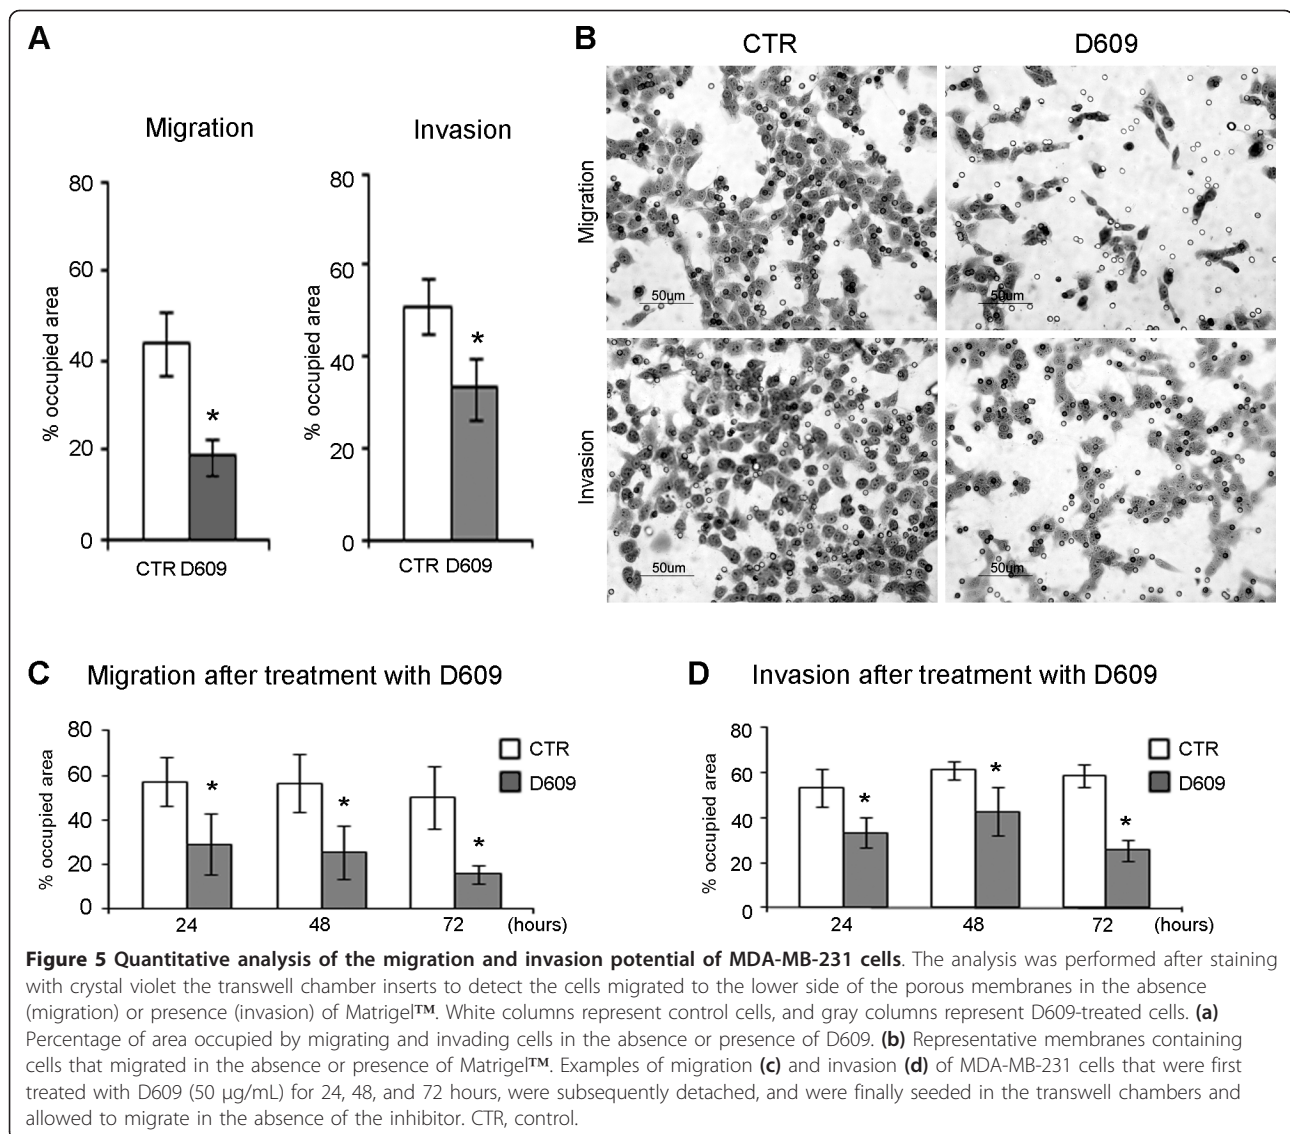 A
Migration
Invasion
80
60
40
20
0
% occupied area
*
CTR D609
80
60
40
20
0
% occupied area
*
CTR D609
B
CTR
D609
Migration
50µm
50µm
Invasion
50µm
50µm
C Migration after treatment with D609
80
60
40
20
0
% occupied area
* * *
CTR
D609
24 48 72 (hours)
D Invasion after treatment with D609
80
60
40
20
0
% occupied area
* * *
CTR
D609
24 48 72 (hours)
Figure 5 Quantitative analysis of the migration and invasion potential of MDA-MB-231 cells. The analysis was performed after staining
with crystal violet the transwell chamber inserts to detect the cells migrated to the lower side of the porous membranes in the absence
(migration) or presence (invasion) of Matrigel™. White columns represent control cells, and gray columns represent D609-treated cells. (a)
Percentage of area occupied by migrating and invading cells in the absence or presence of D609. (b) Representative membranes containing
cells that migrated in the absence or presence of Matrigel™. Examples of migration (c) and invasion (d) of MDA-MB-231 cells that were first
treated with D609 (50 μg/mL) for 24, 48, and 72 hours, were subsequently detached, and were finally seeded in the transwell chambers and
allowed to migrate in the absence of the inhibitor. CTR, control.